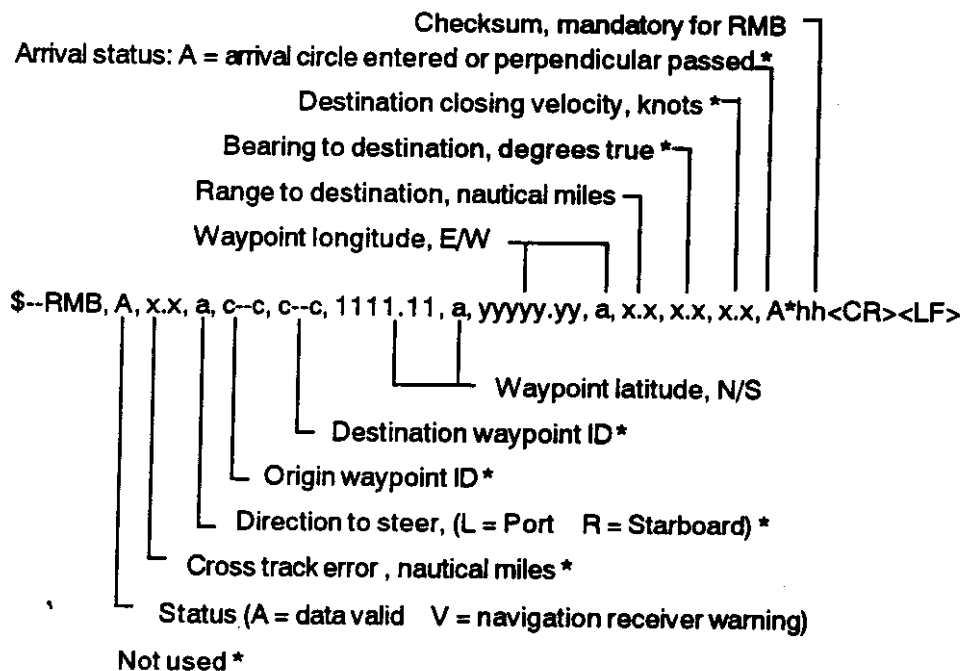 Checksum, mandatory for RMB
Arrival status: A = arrival circle entered or perpendicular passed *
Destination closing velocity, knots *
Bearing to destination, degrees true *
Range to destination, nautical miles
Waypoint longitude, E/W
$--RMB, A, x.x, a, c--c, c--c, 1111.11, a, yyyyy.yy, a, x.x, x.x, x.x, A*hh<CR><LF>
Waypoint latitude, N/S
Destination waypoint ID *
Origin waypoint ID *
Direction to steer, (L = Port R = Starboard) *
Cross track error , nautical miles *
Status (A = data valid V = navigation receiver warning)
Not used *